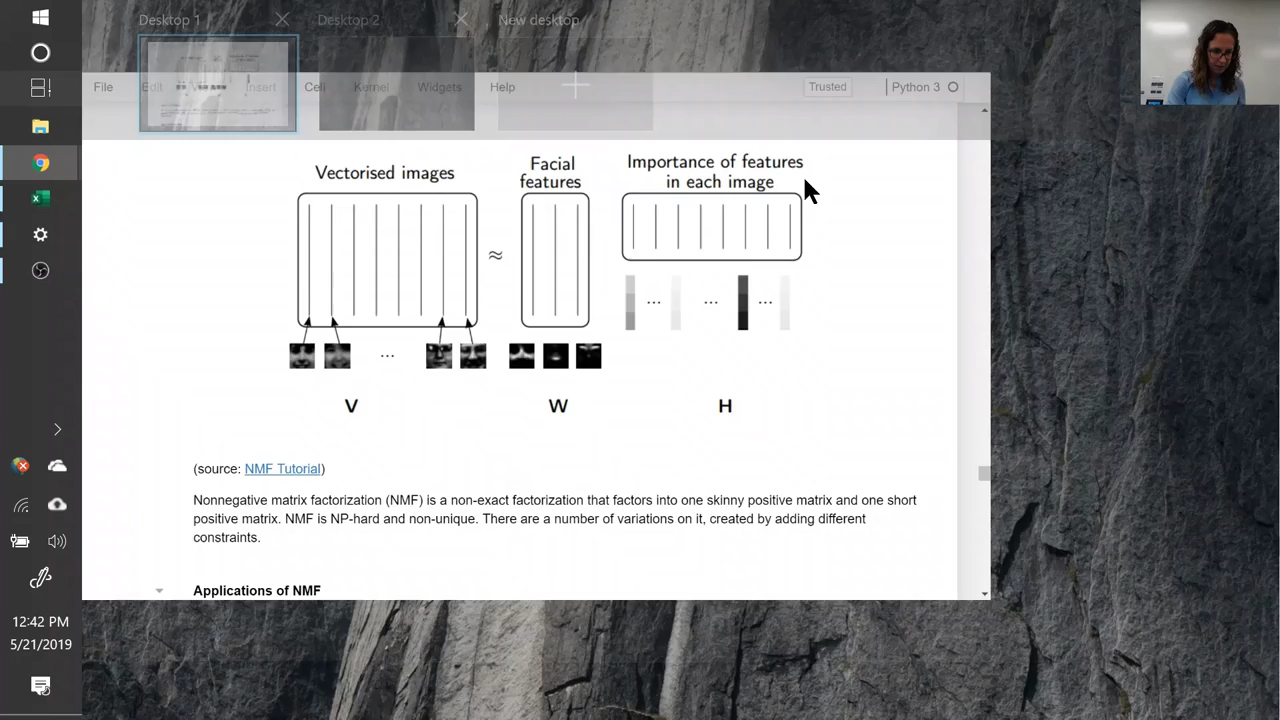 Desktop 1
Desktop 2
New desktop
File
Edit
Insert
Cell
Kernel
Widgets
Help
Trusted
Python 3
Vectorised images
Facial
features
Importance of features
in each image
≈
...
... ... ...
V
W
H
(source: NMF Tutorial)
Nonnegative matrix factorization (NMF) is a non-exact factorization that factors into one skinny positive matrix and one short
positive matrix. NMF is NP-hard and non-unique. There are a number of variations on it, created by adding different
constraints.
Applications of NMF
12:42 PM
5/21/2019